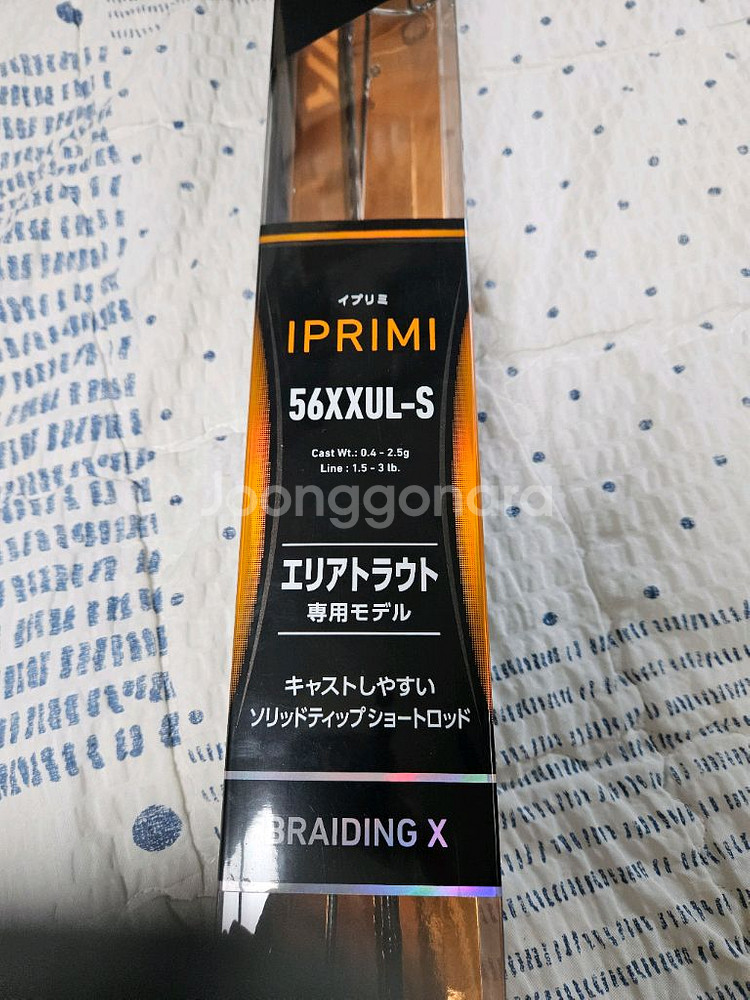 イプリミ
IPRIMI
56XXUL-S
Cast Wt.: 0.4 - 2.5g
Line : 1.5 - 3 lb.
Joonggonara
エリアトラウト
専用モデル
キャストしやすい
ソリッドティップショートロッド
BRAIDING X